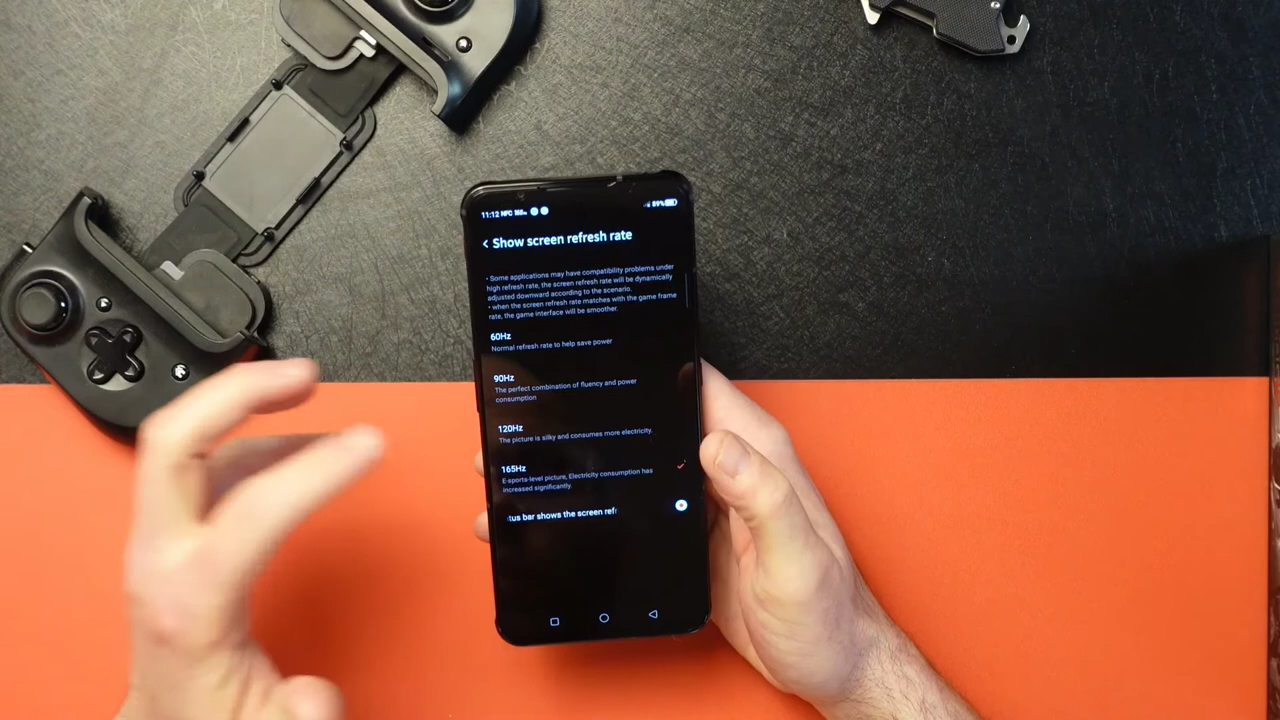 11:12 NFC
89%
< Show screen refresh rate
• Some applications may have compatibility problems under
high refresh rate, the screen refresh rate will be dynamically
adjusted downward according to the scenario.
• when the screen refresh rate matches with the game frame
rate, the game interface will be smoother.
60Hz
Normal refresh rate to help save power
90Hz
The perfect combination of fluency and power
consumption
120Hz
The picture is silky and consumes more electricity.
165Hz
E-sports-level picture, Electricity consumption has
increased significantly.
tus bar shows the screen ref